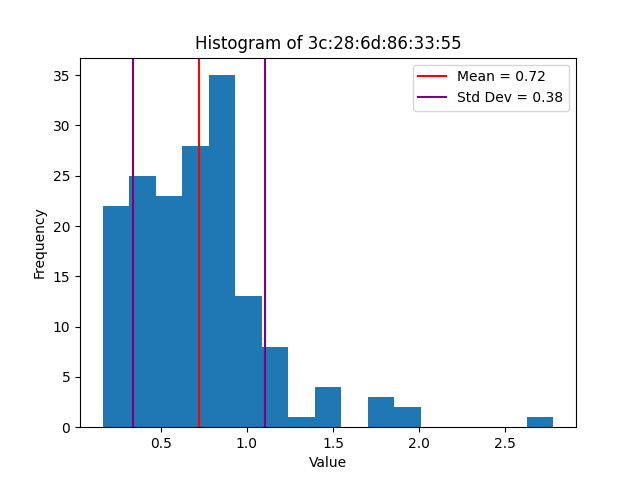 Histogram of 3c:28:6d:86:33:55
Mean = 0.72
Std Dev = 0.38
35
30
25
20
15
10
5
0
Frequency
0.5 1.0 1.5 2.0 2.5
Value